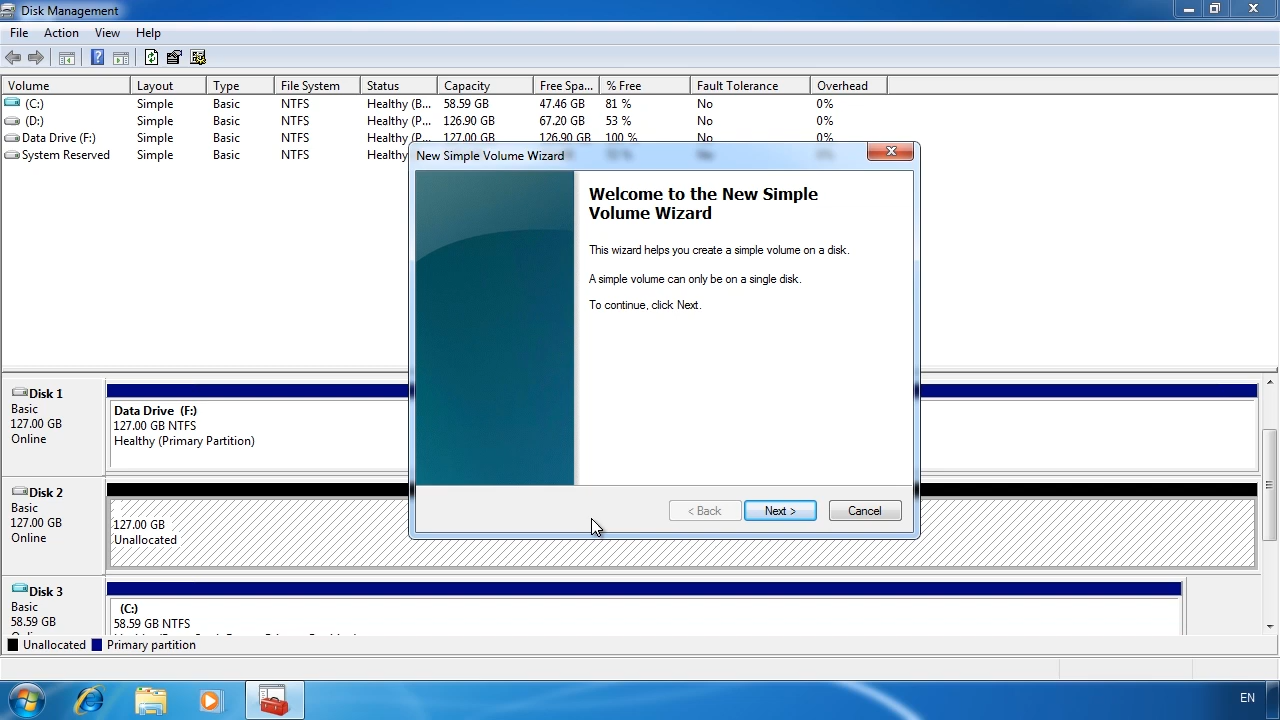 Disk Management
File Action View Help
Volume Layout Type File System Status Capacity Free Spa... % Free Fault Tolerance Overhead
(C:) Simple Basic NTFS Healthy (B... 58.59 GB 47.46 GB 81 % No 0%
(D:) Simple Basic NTFS Healthy (P... 126.90 GB 67.20 GB 53 % No 0%
Data Drive (F:) Simple Basic NTFS Healthy (P... 127.00 GB 126.90 GB 100 % No 0%
System Reserved Simple Basic NTFS Healthy
New Simple Volume Wizard
Welcome to the New Simple
Volume Wizard
This wizard helps you create a simple volume on a disk.
A simple volume can only be on a single disk.
To continue, click Next.
< Back Next > Cancel
Disk 1
Basic
127.00 GB
Online
Data Drive (F:)
127.00 GB NTFS
Healthy (Primary Partition)
Disk 2
Basic
127.00 GB
Online
127.00 GB
Unallocated
Disk 3
Basic
58.59 GB
(C:)
58.59 GB NTFS
Unallocated Primary partition
EN